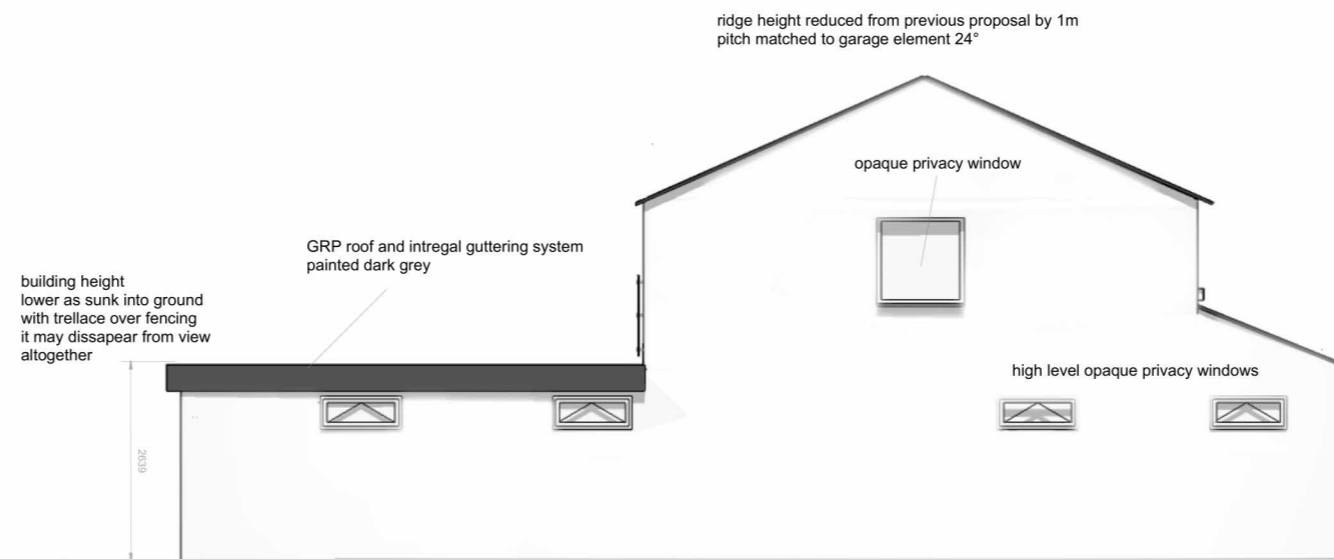 ridge height reduced from previous proposal by 1m
pitch matched to garage element 24°
opaque privacy window
GRP roof and intregal guttering system
painted dark grey
building height
lower as sunk into ground
with trellace over fencing
it may dissapear from view
altogether
high level opaque privacy windows
2639